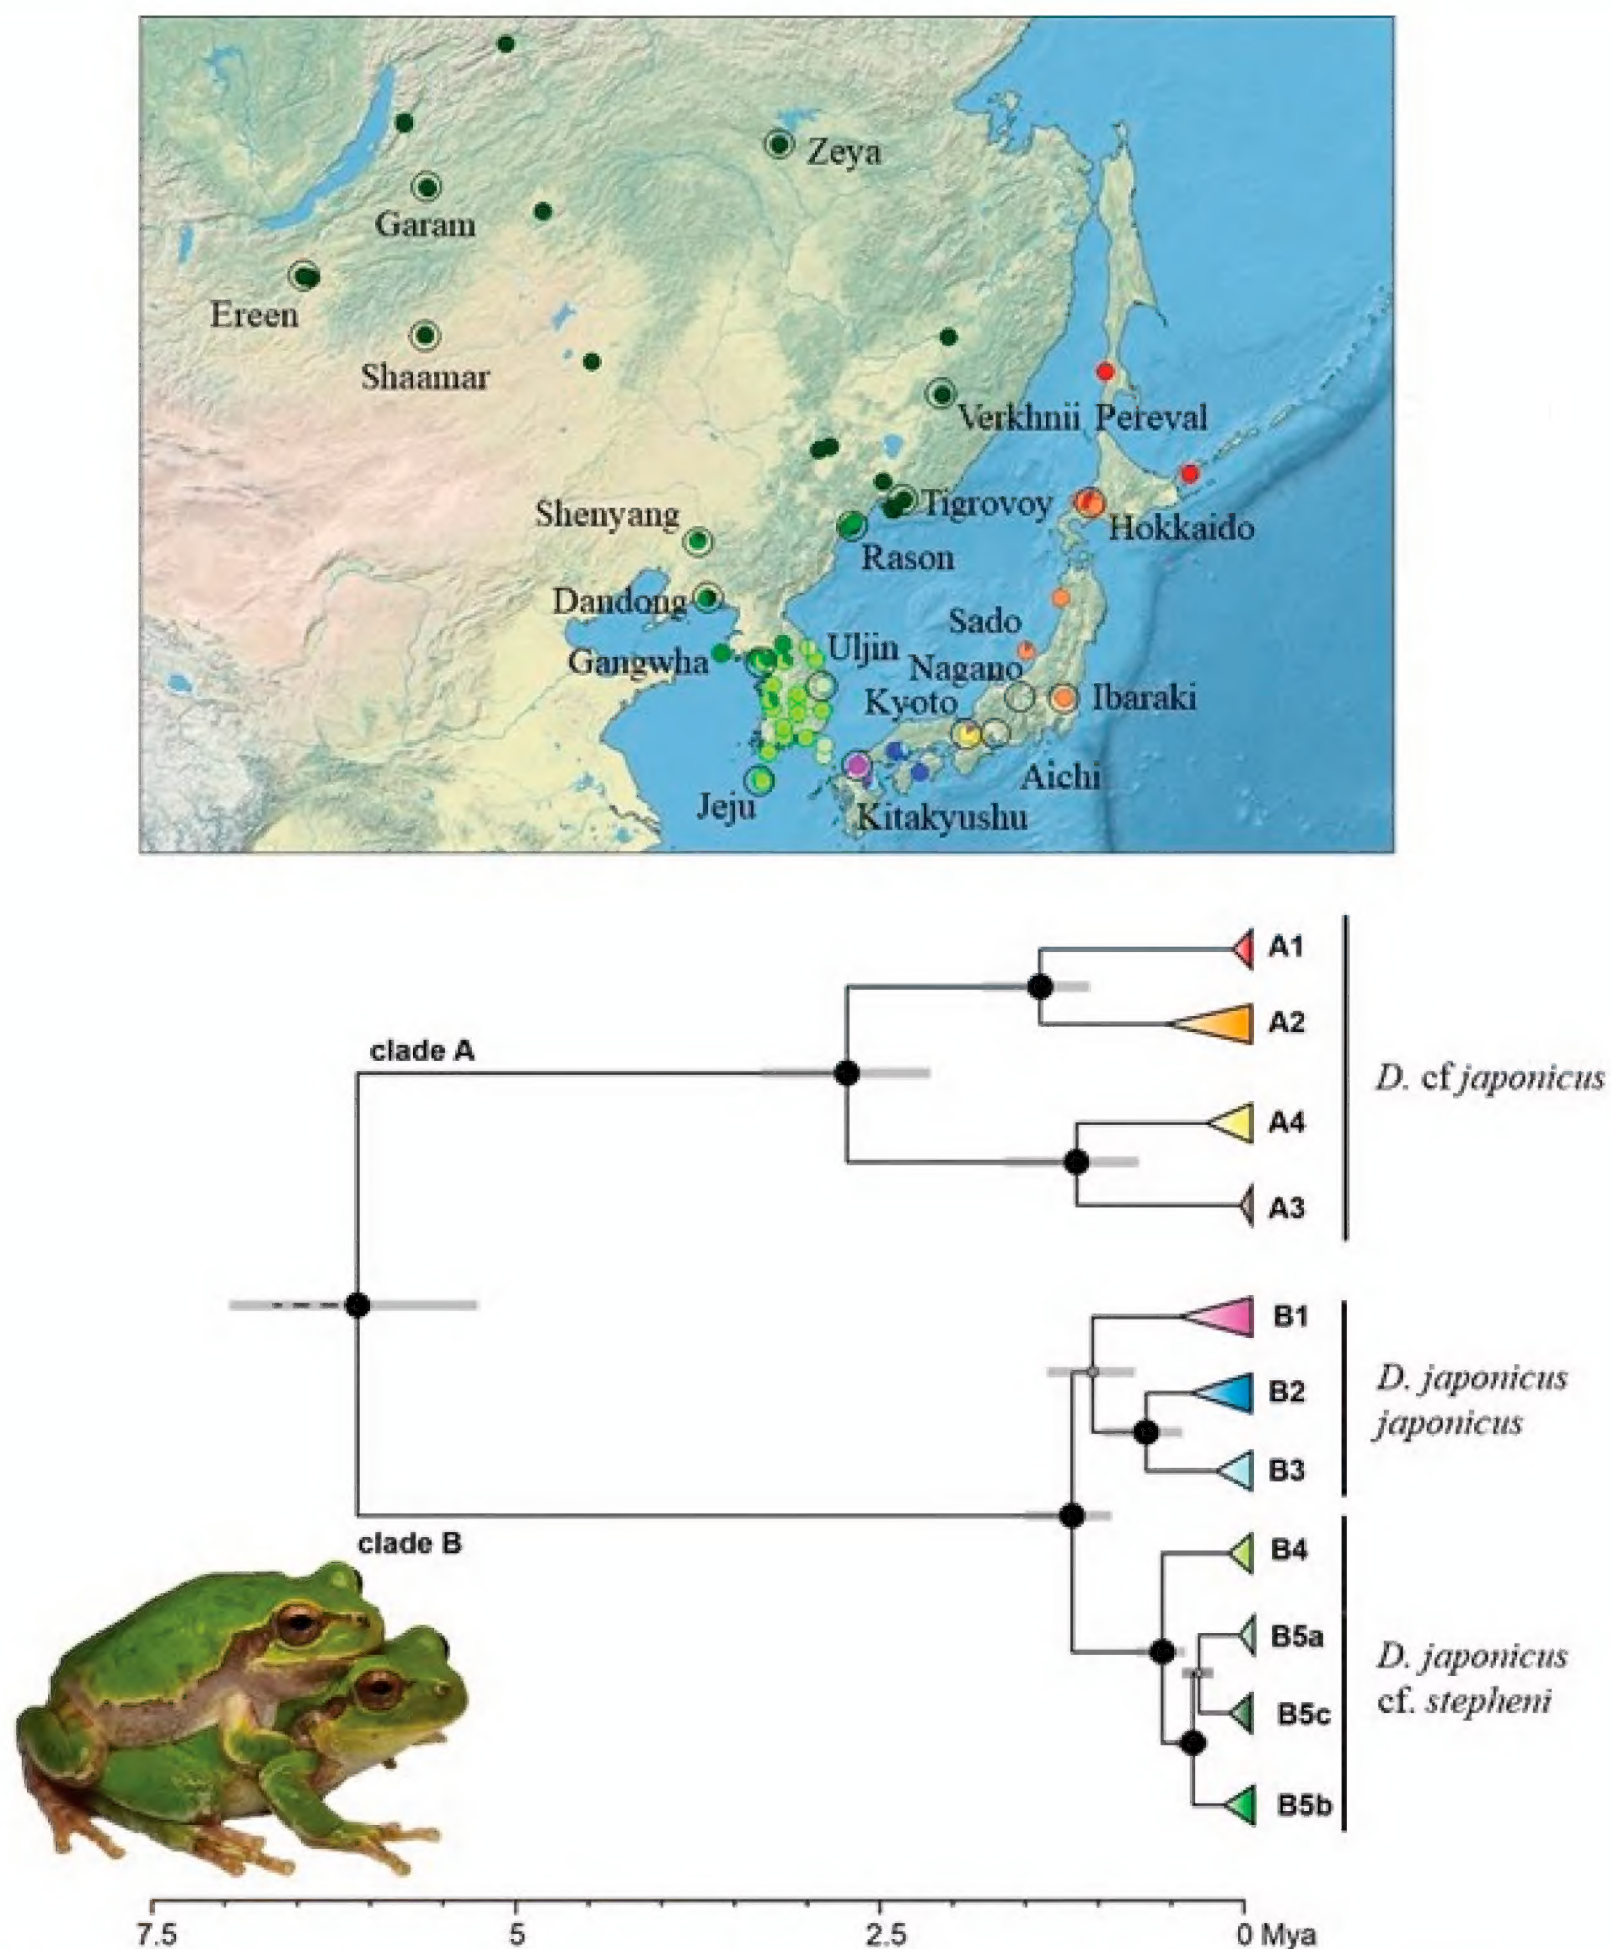 Zeya
Garam
Ereen
Shaamar
Verkhnii Pereval
Shenyang
Tigrovoy
Hokkaido
Rason
Dandong
Sado
Uljin
Gangwha
Nagano
Kyoto
Ibaraki
Aichi
Jeju
Kitakyushu
A1
A2
clade A
D. cf japonicus
A4
A3
B1
D. japonicus
japonicus
B2
B3
clade B
B4
B5a
D. japonicus
cf. stepheni
B5c
B5b
7.5 5 2.5 0 Mya